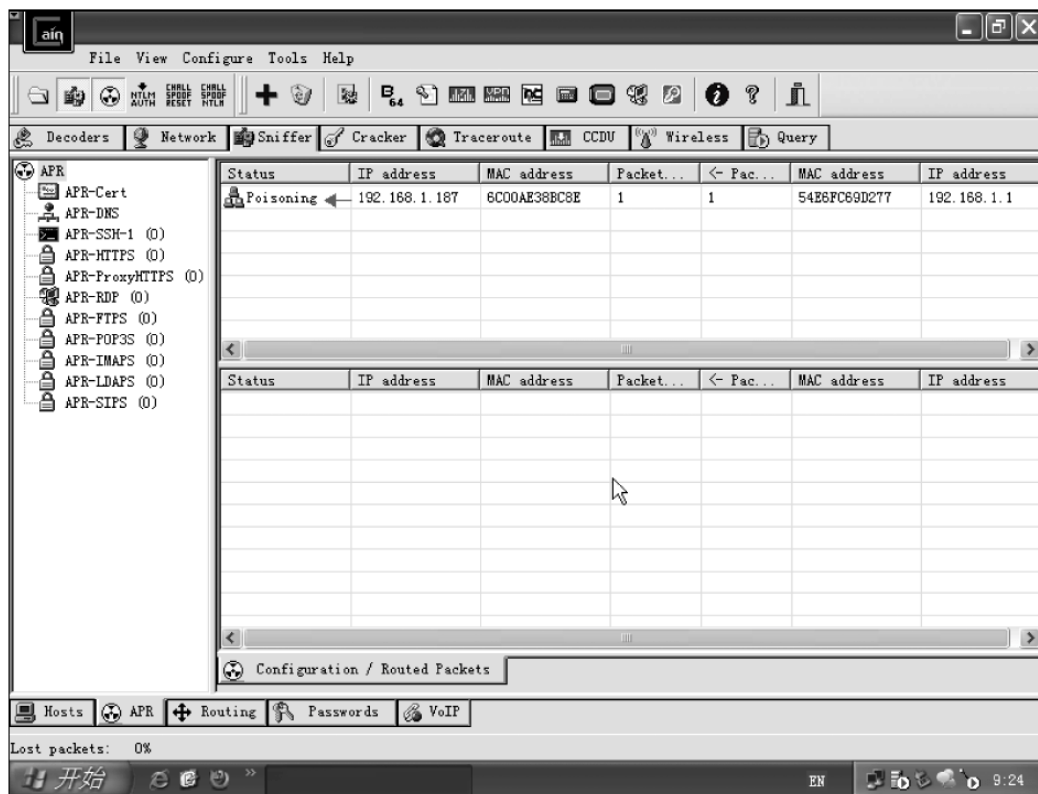 aín
File View Configure Tools Help
NTLM AUTH CHALL SPOOF RESET CHALL SPOOF NTLM B64
Decoders Network Sniffer Cracker Traceroute CCDU Wireless Query
APR
APR-Cert
APR-DNS
APR-SSH-1 (0)
APR-HTTPS (0)
APR-ProxyHTTPS (0)
APR-RDP (0)
APR-FTPS (0)
APR-POP3S (0)
APR-IMAPS (0)
APR-LDAPS (0)
APR-SIPS (0)
Status IP address MAC address Packet... <- Pac... MAC address IP address
Poisoning 192.168.1.187 6C00AE38BC8E 1 1 54E6FC69D277 192.168.1.1
Status IP address MAC address Packet... <- Pac... MAC address IP address
Configuration / Routed Packets
Hosts APR Routing Passwords VoIP
Lost packets: 0%
开始 » EN 9:24